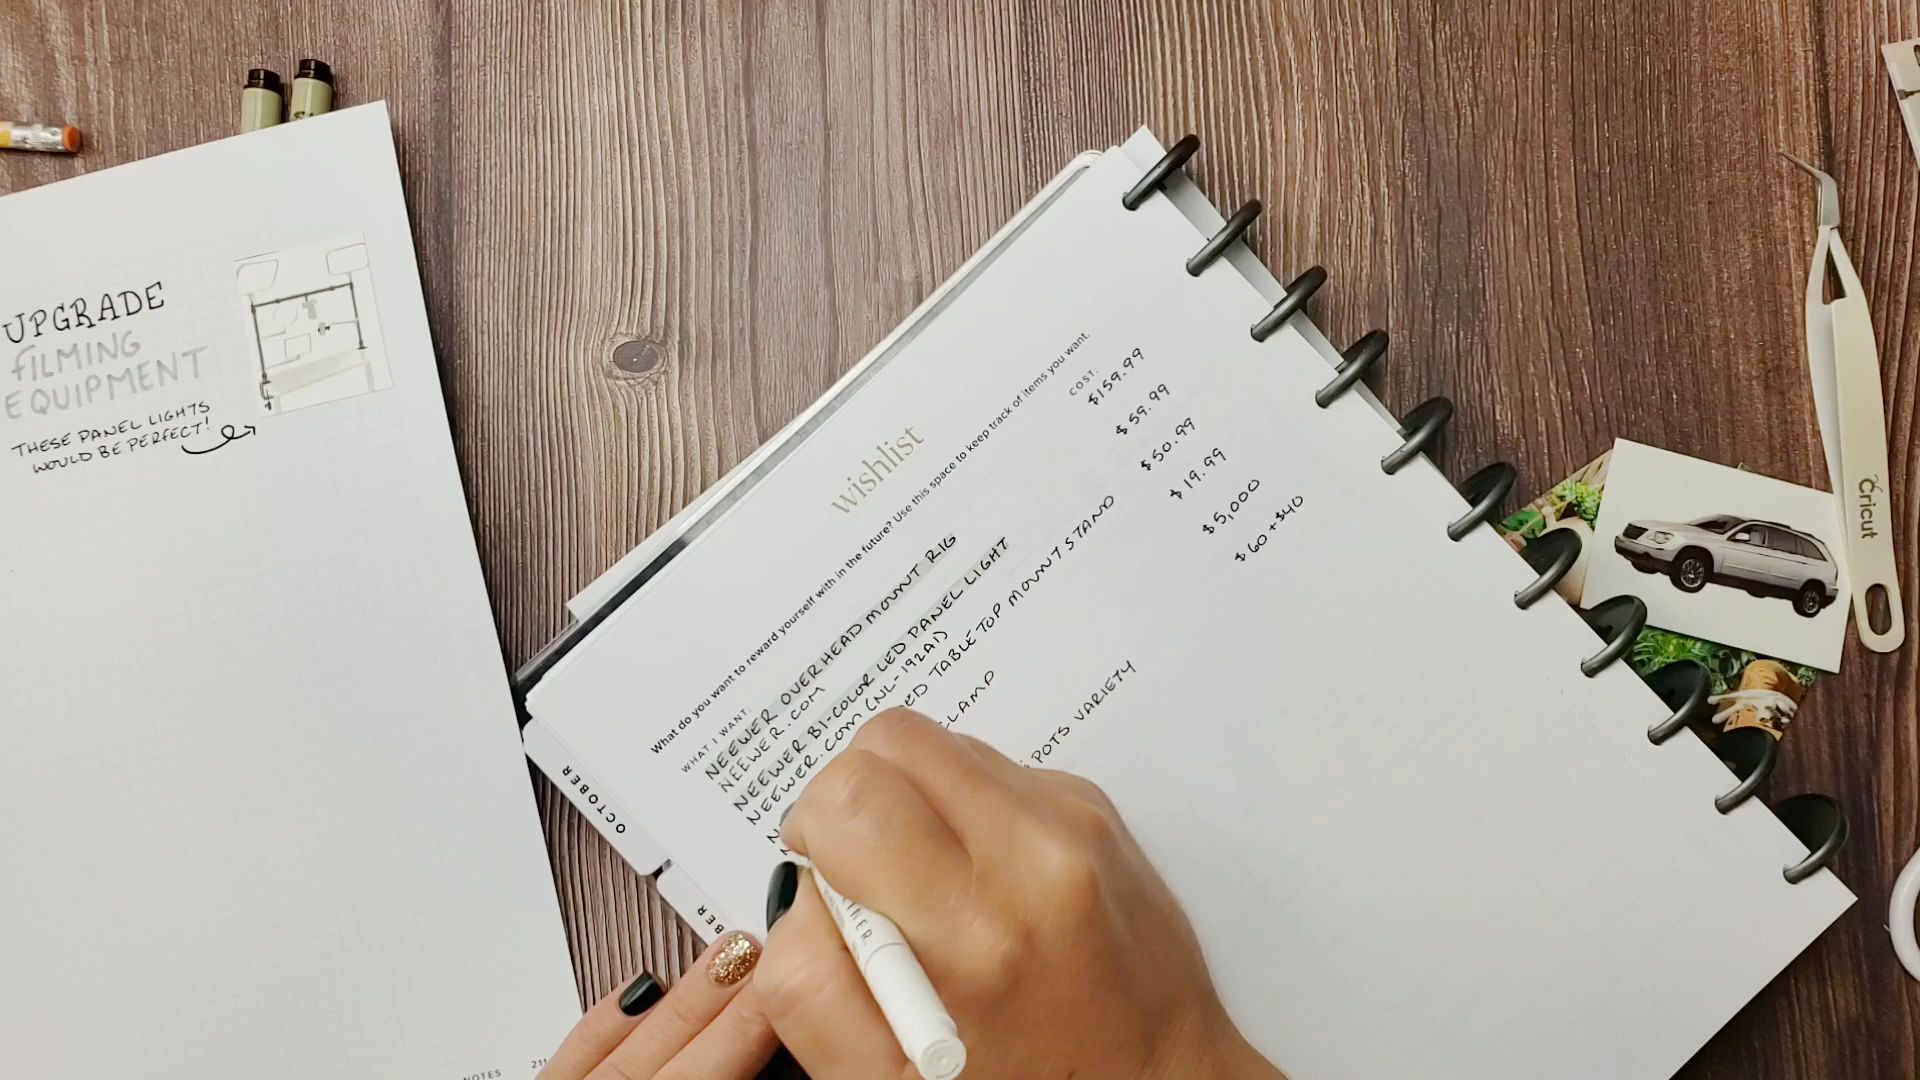 UPGRADE
FILMING
EQUIPMENT
THESE PANEL LIGHTS
WOULD BE PERFECT!
NOTES
wishlist
What do you want to reward yourself with in the future? Use this space to keep track of items you want.
WHAT I WANT:
COST:
NEEWER OVERHEAD MOUNT RIG
$159.99
NEEWER.COM
NEEWER BI-COLOR LED PANEL LIGHT
$59.99
NEEWER.COM (NL-192AI)
TABLETOP MOUNT STAND
$50.99
CLAMP
$19.99
$5,000
POTS VARIETY
$60+$40
OCTOBER
Cricut